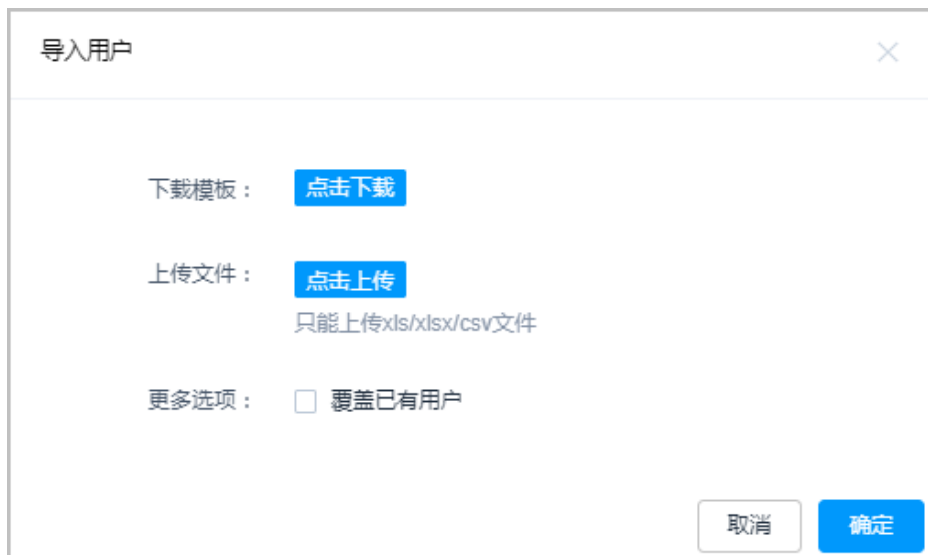 导入用户
下载模板： 点击下载
上传文件： 点击上传
只能上传xls/xlsx/csv文件
更多选项： 覆盖已有用户
取消 确定